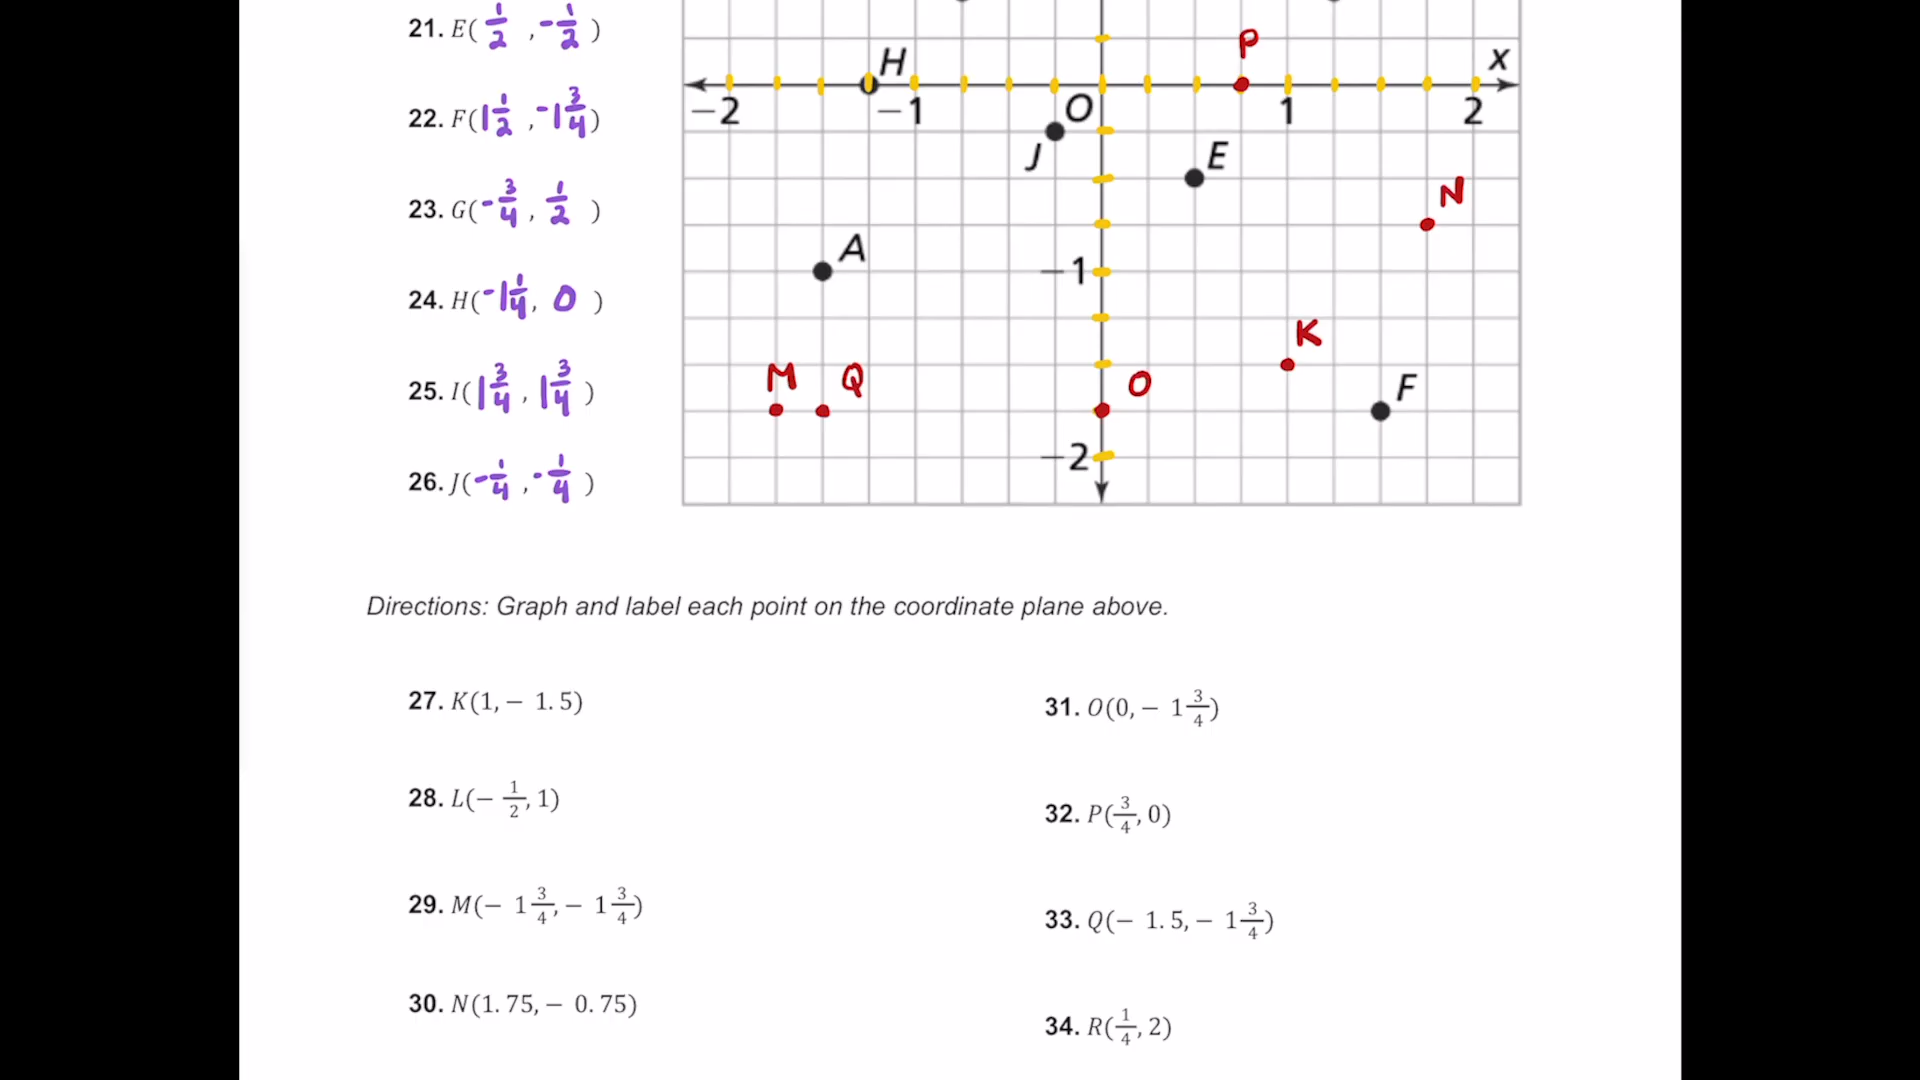 21. E( 1/2 , -1/2 )
22. F( 1 1/2 , -1 3/4 )
23. G( -3/4 , 1/2 )
24. H( -1 1/4, 0 )
25. I( 1 3/4 , 1 3/4 )
26. J( -1/4 , -1/4 )
P
H
x
−2
−1
O
1
2
J
E
N
A
−1
K
M
Q
O
F
−2
Directions: Graph and label each point on the coordinate plane above.
27. K(1, − 1.5)
28. L(− 1/2, 1)
29. M(− 1 3/4, − 1 3/4)
30. N(1.75, − 0.75)
31. O(0, − 1 3/4)
32. P(3/4, 0)
33. Q(− 1.5, − 1 3/4)
34. R(1/4, 2)